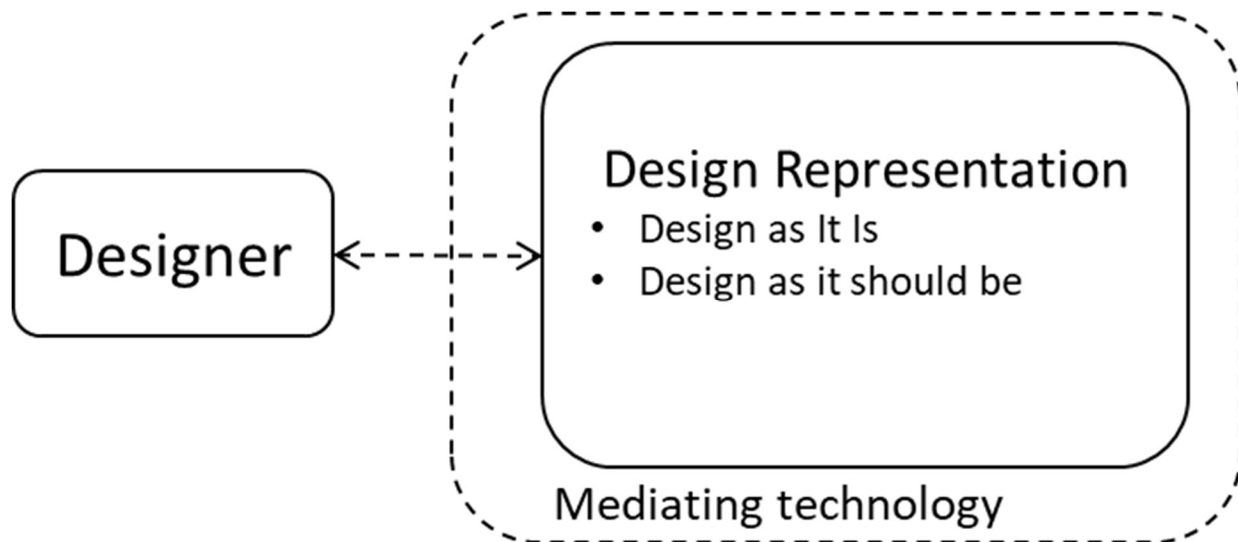 Designer
Design Representation
• Design as It Is
• Design as it should be
Mediating technology